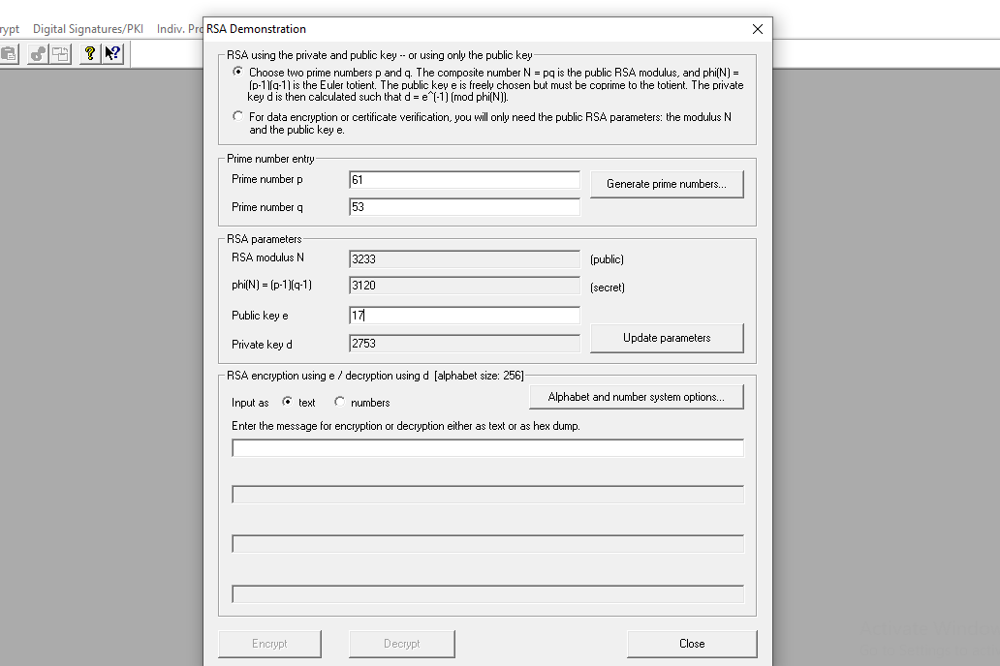 rypt Digital Signatures/PKI Indiv. Pro
RSA Demonstration
RSA using the private and public key -- or using only the public key
Choose two prime numbers p and q. The composite number N = pq is the public RSA modulus, and phi(N) =
(p-1)(q-1) is the Euler totient. The public key e is freely chosen but must be coprime to the totient. The private
key d is then calculated such that d = e^(-1) (mod phi(N)).
For data encryption or certificate verification, you will only need the public RSA parameters: the modulus N
and the public key e.
Prime number entry
Prime number p 61 Generate prime numbers...
Prime number q 53
RSA parameters
RSA modulus N 3233 (public)
phi(N) = (p-1)(q-1) 3120 (secret)
Public key e 17
Private key d 2753 Update parameters
RSA encryption using e / decryption using d [alphabet size: 256]
Input as text numbers Alphabet and number system options...
Enter the message for encryption or decryption either as text or as hex dump.
Encrypt Decrypt Close